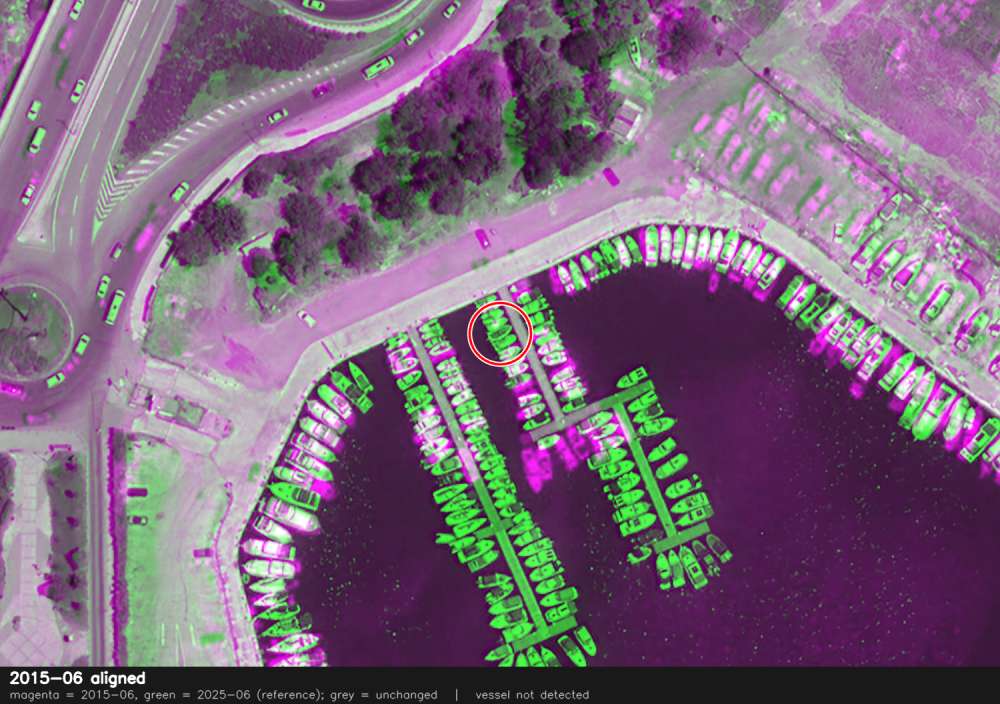 2015-06 aligned
magenta = 2015-06, green = 2025-06 (reference); grey = unchanged | vessel not detected